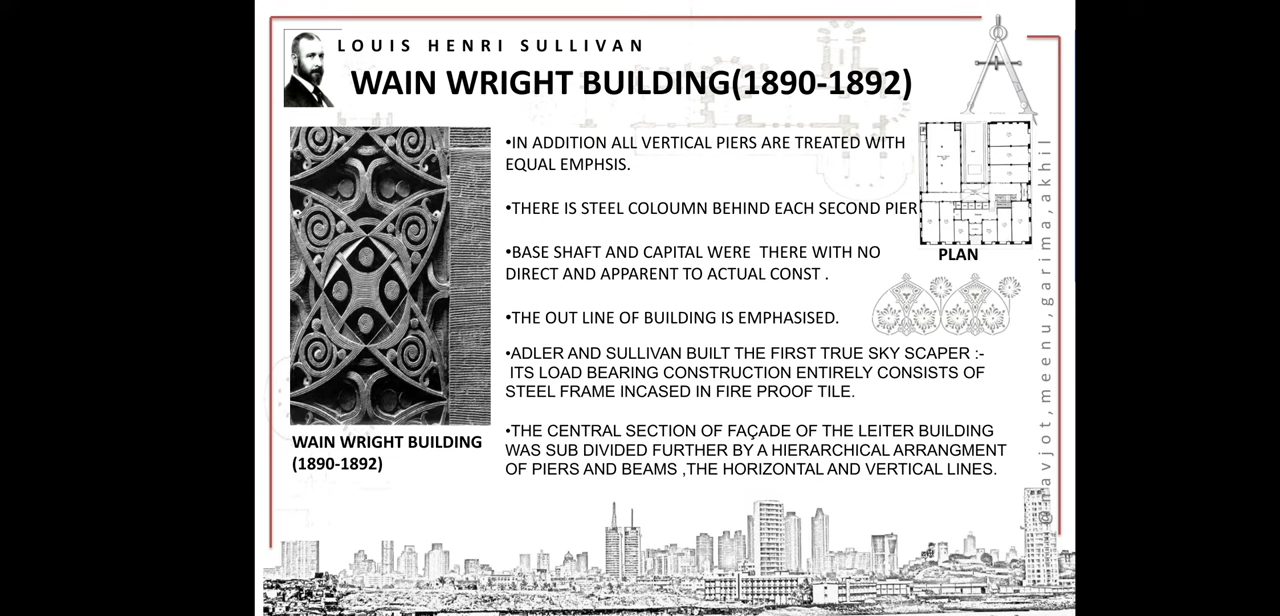 LOUIS HENRI SULLIVAN
WAIN WRIGHT BUILDING(1890-1892)
•IN ADDITION ALL VERTICAL PIERS ARE TREATED WITH
EQUAL EMPHSIS.
•THERE IS STEEL COLOUMN BEHIND EACH SECOND PIER
•BASE SHAFT AND CAPITAL WERE THERE WITH NO
DIRECT AND APPARENT TO ACTUAL CONST .
•THE OUT LINE OF BUILDING IS EMPHASISED.
•ADLER AND SULLIVAN BUILT THE FIRST TRUE SKY SCAPER :-
ITS LOAD BEARING CONSTRUCTION ENTIRELY CONSISTS OF
STEEL FRAME INCASED IN FIRE PROOF TILE.
•THE CENTRAL SECTION OF FAÇADE OF THE LEITER BUILDING
WAS SUB DIVIDED FURTHER BY A HIERARCHICAL ARRANGMENT
OF PIERS AND BEAMS ,THE HORIZONTAL AND VERTICAL LINES.
WAIN WRIGHT BUILDING
(1890-1892)
PLAN
@navjot,meenu,garima,akhil